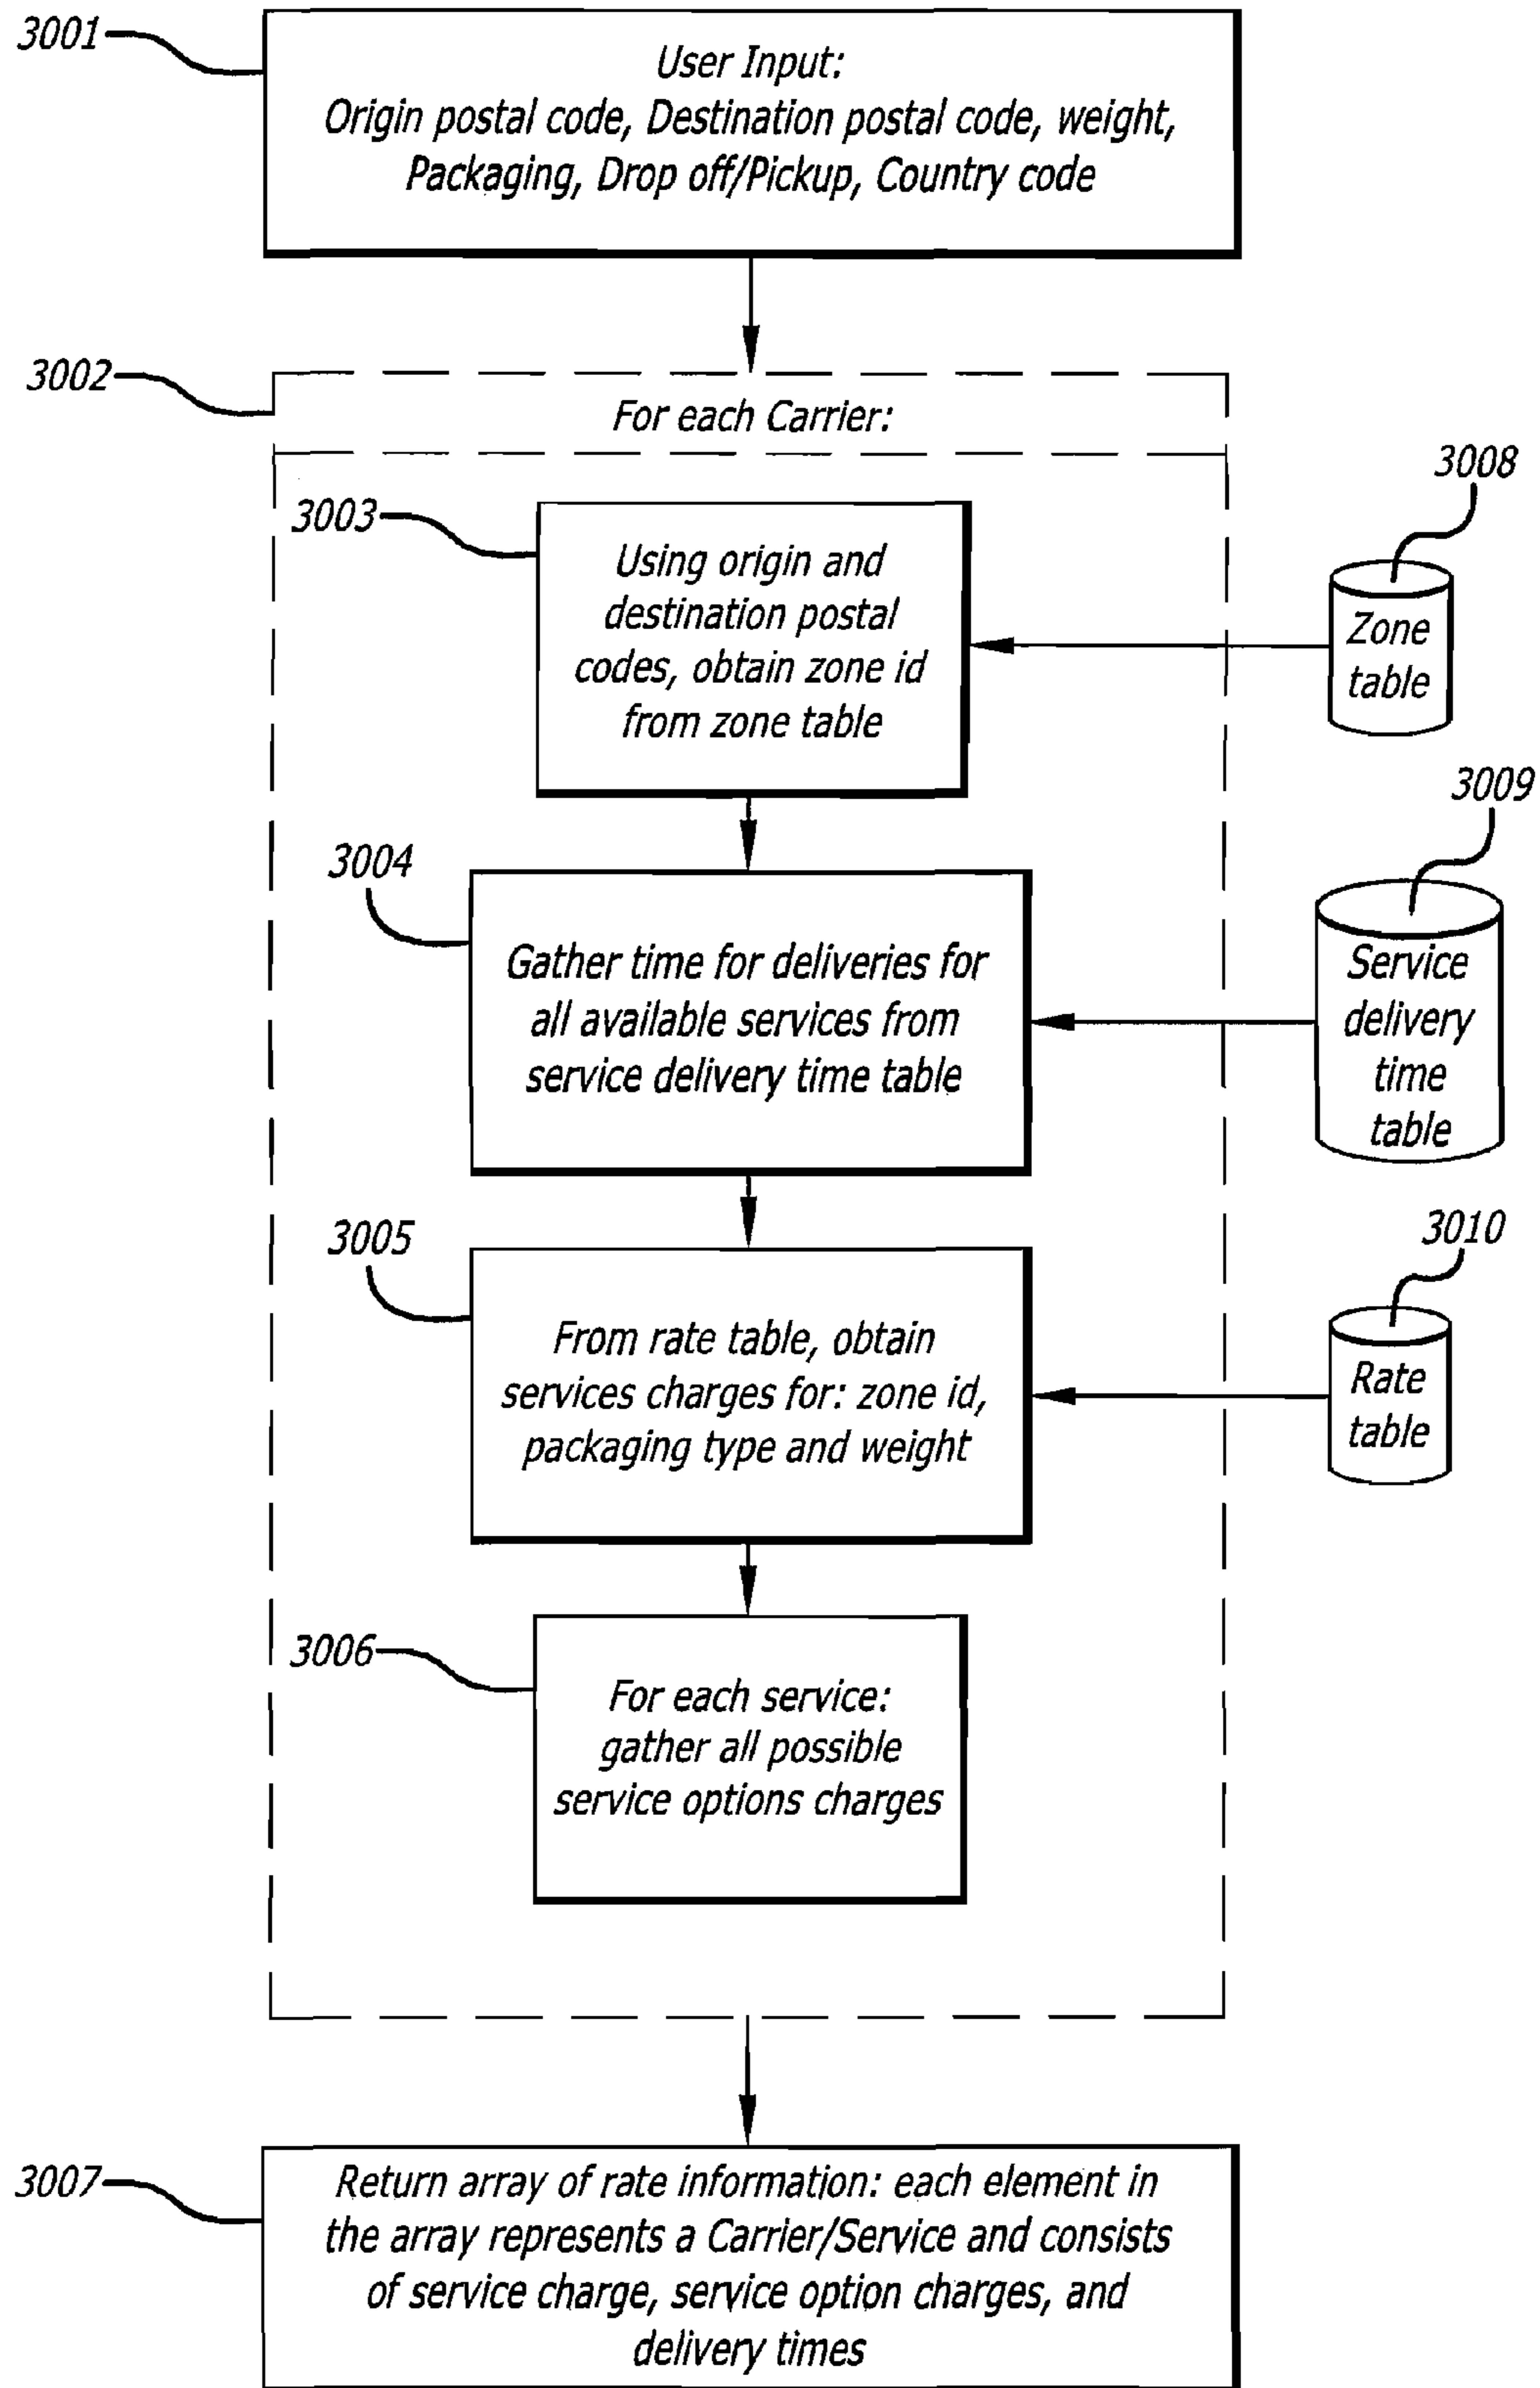 3001
User Input:
Origin postal code, Destination postal code, weight,
Packaging, Drop off/Pickup, Country code
3002
For each Carrier:
3003
Using origin and
destination postal
codes, obtain zone id
from zone table
3008
Zone
table
3004
Gather time for deliveries for
all available services from
service delivery time table
3009
Service
delivery
time
table
3005
From rate table, obtain
services charges for: zone id,
packaging type and weight
3010
Rate
table
3006
For each service:
gather all possible
service options charges
3007
Return array of rate information: each element in
the array represents a Carrier/Service and consists
of service charge, service option charges, and
delivery times